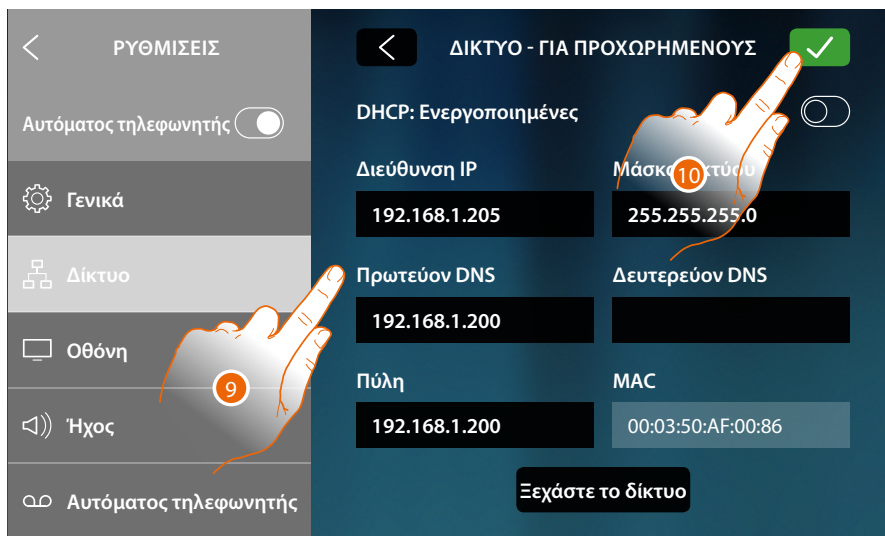 ΡΥΘΜΙΣΕΙΣ
Αυτόματος τηλεφωνητής
Γενικά
Δίκτυο
Οθόνη
Ήχος
Αυτόματος τηλεφωνητής
9
ΔΙΚΤΥΟ - ΓΙΑ ΠΡΟΧΩΡΗΜΕΝΟΥΣ
DHCP: Ενεργοποιημένες
Διεύθυνση IP
192.168.1.205
10
255.255.255.0
Πρωτεύον DNS
Δευτερεύον DNS
192.168.1.200
Πύλη
MAC
192.168.1.200
00:03:50:AF:00:86
Ξεχάστε το δίκτυο